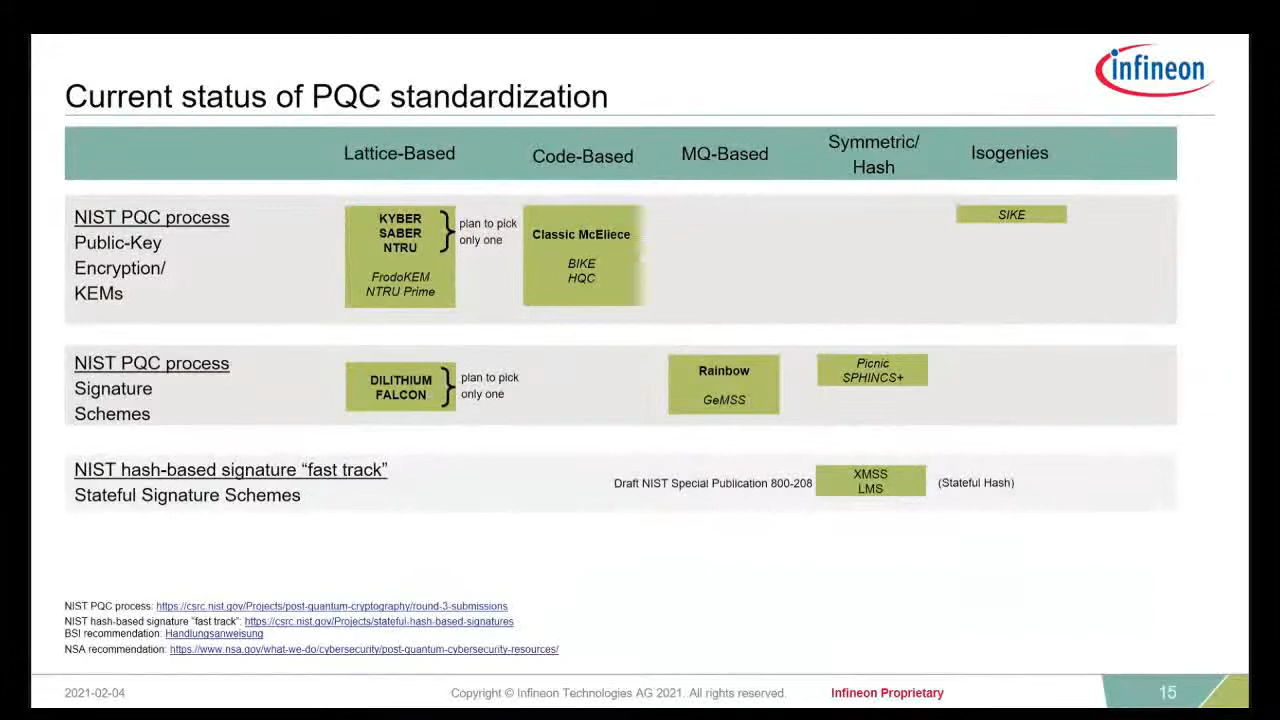 infineon
Current status of PQC standardization
Lattice-Based
Code-Based
MQ-Based
Symmetric/
Hash
Isogenies
NIST PQC process
Public-Key
Encryption/
KEMs
KYBER
SABER
NTRU
FrodoKEM
NTRU Prime
plan to pick
only one
Classic McEliece
BIKE
HQC
SIKE
NIST PQC process
Signature
Schemes
DILITHIUM
FALCON
plan to pick
only one
Rainbow
GeMSS
Picnic
SPHINCS+
NIST hash-based signature “fast track”
Stateful Signature Schemes
Draft NIST Special Publication 800-208
XMSS
LMS
(Stateful Hash)
NIST PQC process: https://csrc.nist.gov/Projects/post-quantum-cryptography/round-3-submissions
NIST hash-based signature “fast track”: https://csrc.nist.gov/Projects/stateful-hash-based-signatures
BSI recommendation: Handlungsanweisung
NSA recommendation: https://www.nsa.gov/what-we-do/cybersecurity/post-quantum-cybersecurity-resources/
2021-02-04
Copyright © Infineon Technologies AG 2021. All rights reserved.
Infineon Proprietary
15